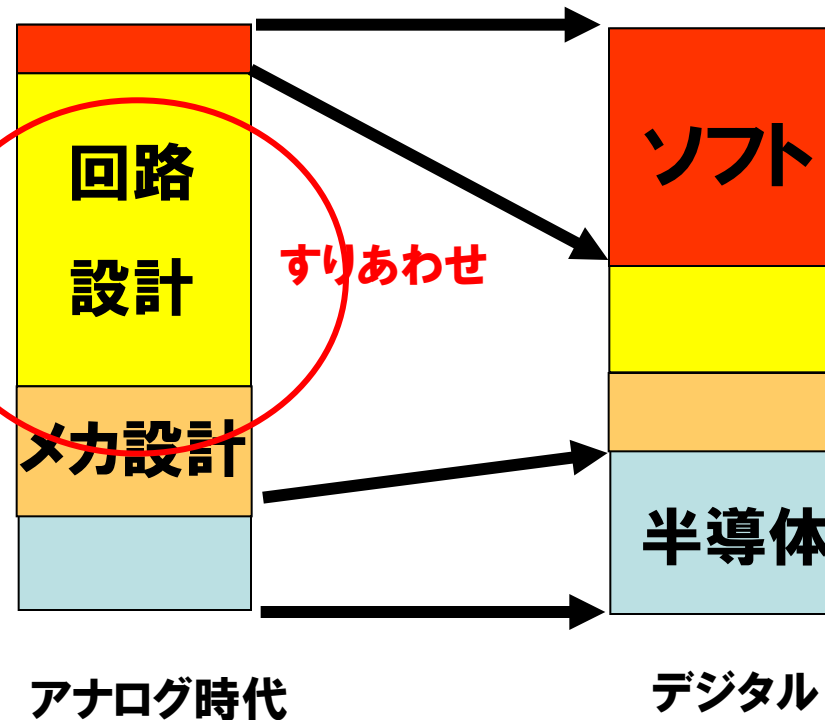 回路
設計
メカ設計
アナログ時代
すりあわせ
ソフト
半導体
デジタル